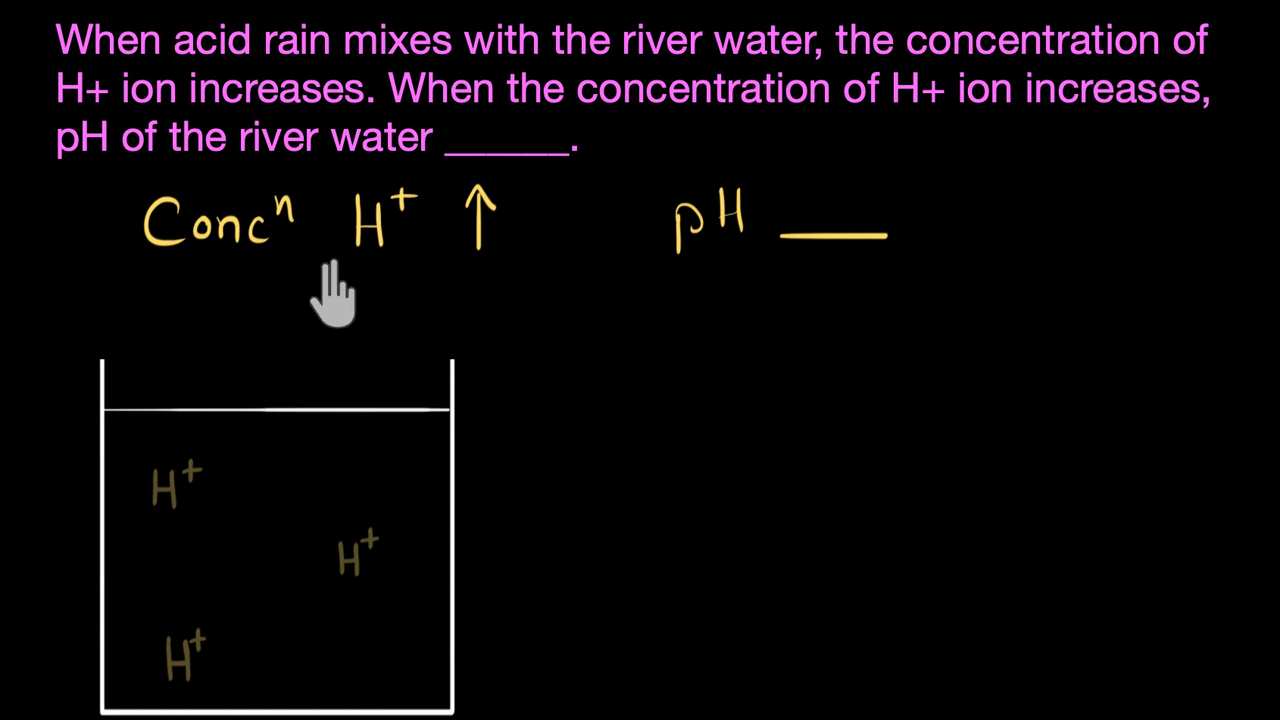 When acid rain mixes with the river water, the concentration of
H+ ion increases. When the concentration of H+ ion increases,
pH of the river water ______.
Concⁿ H⁺ ↑ pH ___
H⁺
H⁺
H⁺